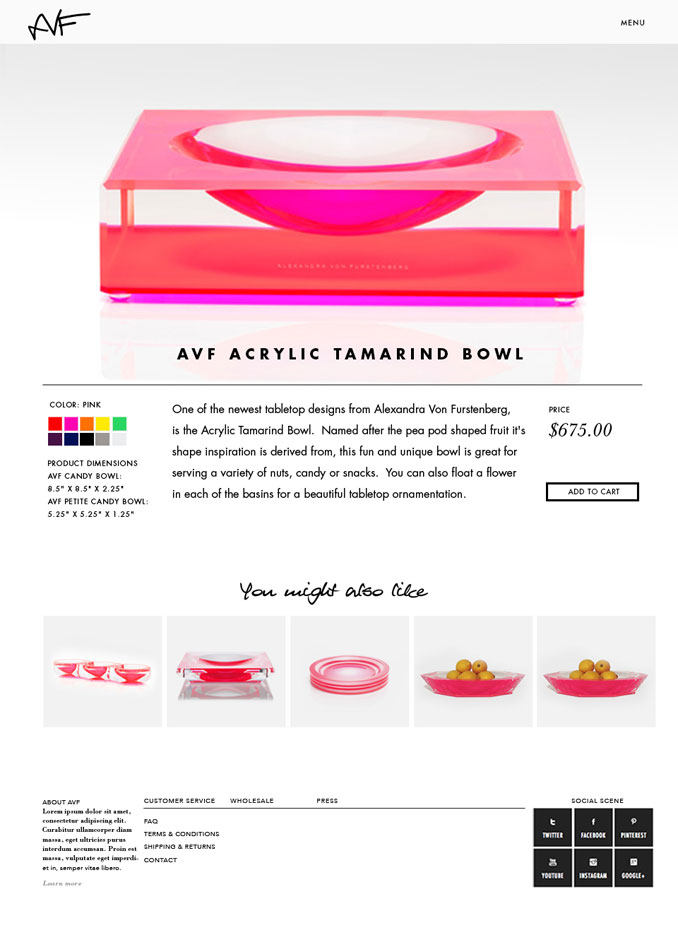 AVF
MENU
ALEXANDRA VON FURSTENBERG
AVF ACRYLIC TAMARIND BOWL
COLOR: PINK
PRODUCT DIMENSIONS
AVF CANDY BOWL:
8.5" X 8.5" X 2.25"
AVF PETITE CANDY BOWL:
5.25" X 5.25" X 1.25"
One of the newest tabletop designs from Alexandra Von Furstenberg,
is the Acrylic Tamarind Bowl.  Named after the pea pod shaped fruit it's
shape inspiration is derived from, this fun and unique bowl is great for
serving a variety of nuts, candy or snacks.  You can also float a flower
in each of the basins for a beautiful tabletop ornamentation.
PRICE
$675.00
ADD TO CART
You might also like
ABOUT AVF
Lorem ipsum dolor sit amet,
consectetur adipiscing elit.
Curabitur ullamcorper diam
massa, eget ultricies purus
interdum accumsan. Proin est
massa, vulputate eget imperdi-
et in, semper vitae libero.
Learn more
CUSTOMER SERVICE
WHOLESALE
PRESS
FAQ
TERMS & CONDITIONS
SHIPPING & RETURNS
CONTACT
SOCIAL SCENE
TWITTER
FACEBOOK
PINTEREST
YOUTUBE
INSTAGRAM
GOOGLE+